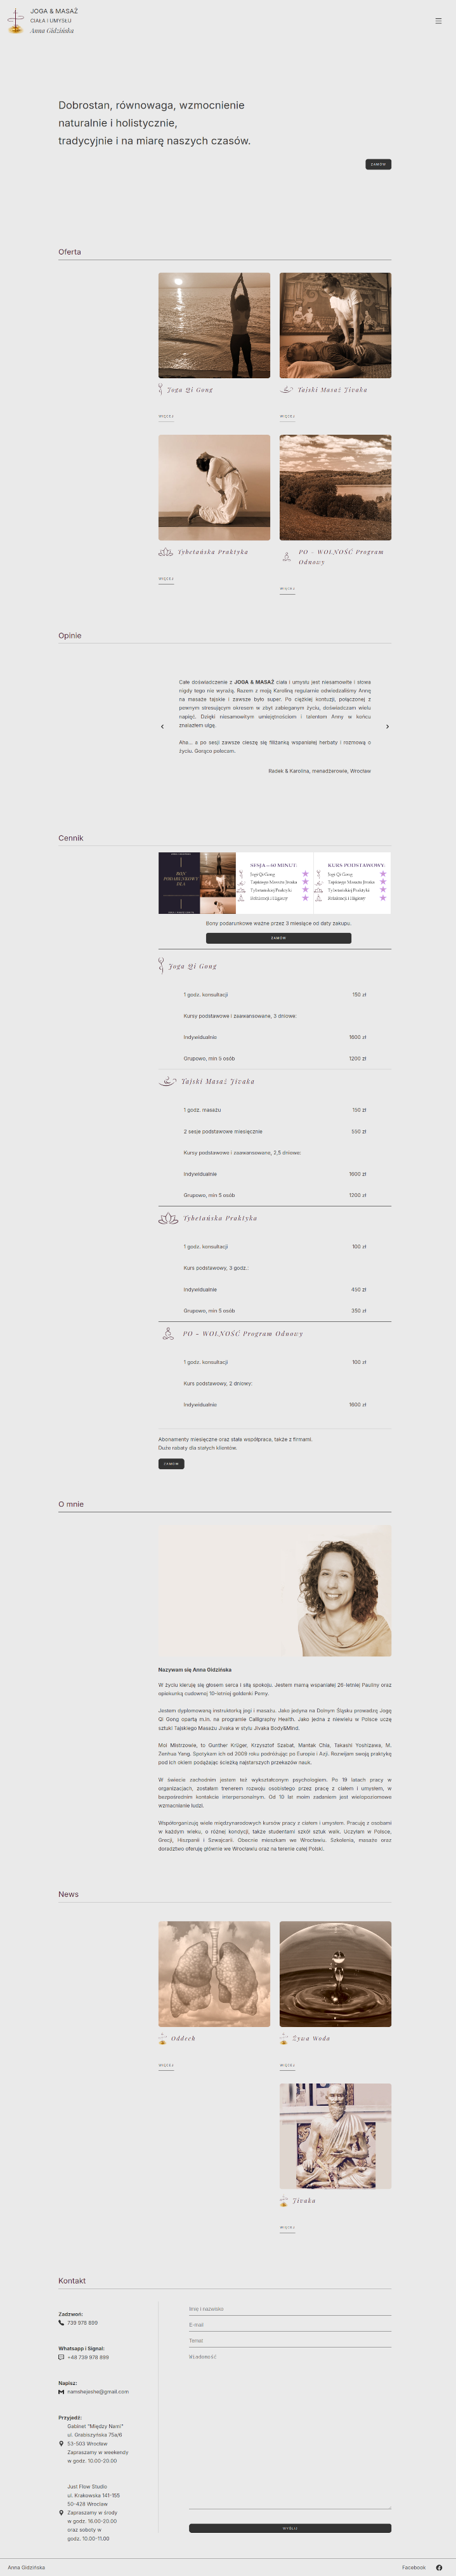 JOGA & MASAŻ
CIAŁA I UMYSŁU
Anna Gidzińska
Dobrostan, równowaga, wzmocnienie
naturalnie i holistycznie,
tradycyjnie i na miarę naszych czasów.
ZAMÓW
Oferta
Joga Qi Gong
Tajski Masaż Jivaka
WIĘCEJ
WIĘCEJ
Tybetańska Praktyka
PO - WOLNOŚĆ Program
Odnowy
WIĘCEJ
WIĘCEJ
Opinie
Całe doświadczenie z JOGA & MASAŻ ciała i umysłu jest niesamowite i słowa
nigdy tego nie wyrażą. Razem z moją Karoliną regularnie odwiedzaliśmy Annę
na masaże tajskie i zawsze było super. Po ciężkiej kontuzji, połączonej z
pewnym stresującym okresem w zbyt zabieganym życiu, doświadczam wielu
napięć. Dzięki niesamowitym umiejętnościom i talentom Anny w końcu
znalazłem ulgę.
Aha... a po sesji zawsze cieszę się filiżanką wspaniałej herbaty i rozmową o
życiu. Gorąco polecam.
Radek & Karolina, menadżerowie, Wrocław
Cennik
BON
PODARUNKOWY
DLA
SESJA - 60 MINUT:
Joga Qi Gong
Tajskiego Masażu Jivaka
Tybetańskiej Praktyki
KURS PODSTAWOWY:
Joga Qi Gong
Tajskiego Masażu Jivaka
Tybetańska Praktyka
Bony podarunkowe ważne przez 3 miesiące od daty zakupu.
ZAMÓW
Joga Qi Gong
1 godz. konsultacji 150 zł
Kursy podstawowe i zaawansowane, 3 dniowe:
Indywidualnie 1600 zł
Grupowo, min 5 osób 1200 zł
Tajski Masaż Jivaka
1 godz. masażu 150 zł
2 sesje podstawowe miesięcznie 550 zł
Kursy podstawowe i zaawansowane, 2,5 dniowe:
Indywidualnie 1600 zł
Grupowo, min 5 osób 1200 zł
Tybetańska Praktyka
1 godz. konsultacji 100 zł
Kurs podstawowy, 3 godz.:
Indywidualnie 450 zł
Grupowo, min 5 osób 350 zł
PO - WOLNOŚĆ Program Odnowy
1 godz. konsultacji 100 zł
Kurs podstawowy, 2 dniowy:
Indywidualnie 1600 zł
Abonamenty miesięczne oraz stała współpraca, także z firmami.
Duże rabaty dla stałych klientów.
ZAMÓW
O mnie
Nazywam się Anna Gidzińska
W życiu kieruję się głosem serca i siłą spokoju. Jestem mamą wspaniałej 26-letniej Pauliny oraz
opiekunką cudownej 10-letniej goldenki Pemy.
Jestem dyplomowaną instruktorką jogi i masażu. Jako jedyna na Dolnym Śląsku prowadzę Jogę
Qi Gong opartą m.in. na programie Calligraphy Health. Jako jedna z niewielu w Polsce uczę
sztuki Tajskiego Masażu Jivaka w stylu Jivaka Body&Mind.
Moi Mistrzowie, to Gunther Krüger, Krzysztof Szabat, Mantak Chia, Takashi Yoshizawa, M.
Zenhua Yang. Spotykam ich od 2009 roku podróżując po Europie i Azji. Rozwijam swoją praktykę
pod ich okiem podążając ścieżką najstarszych przekazów nauk.
W świecie zachodnim jestem też wykształconym psychologiem. Po 19 latach pracy w
organizacjach, zostałam trenerem rozwoju osobistego przez pracę z ciałem i umysłem, w
bezpośrednim kontakcie interpersonalnym. Od 10 lat moim zadaniem jest wielopoziomowe
wzmacnianie ludzi.
Współorganizuję wiele międzynarodowych kursów pracy z ciałem i umysłem. Pracuję z osobami
w każdym wieku, o różnej kondycji, także studentami szkół sztuk walk. Uczyłam w Polsce,
Grecji, Hiszpanii i Szwajcarii. Obecnie mieszkam we Wrocławiu. Szkolenia, masaże oraz
doradztwo oferuję głównie we Wrocławiu oraz na terenie całej Polski.
News
Oddech
Żywa Woda
WIĘCEJ
WIĘCEJ
Jivaka
WIĘCEJ
Kontakt
Zadzwoń:
739 978 899
Whatsapp i Signal:
+48 739 978 899
Napisz:
namshejeshe@gmail.com
Przyjedź:
Gabinet "Między Nami"
ul. Grabiszyńska 75a/6
53-503 Wrocław
Zapraszamy w weekendy
w godz. 10.00-20.00
Just Flow Studio
ul. Krakowska 141-155
50-428 Wrocław
Zapraszamy w środy
w godz. 16.00-20.00
oraz soboty w
godz. 10.00-11.00
Imię i nazwisko
E-mail
Temat
Wiadomość
WYŚLIJ
Anna Gidzińska
Facebook